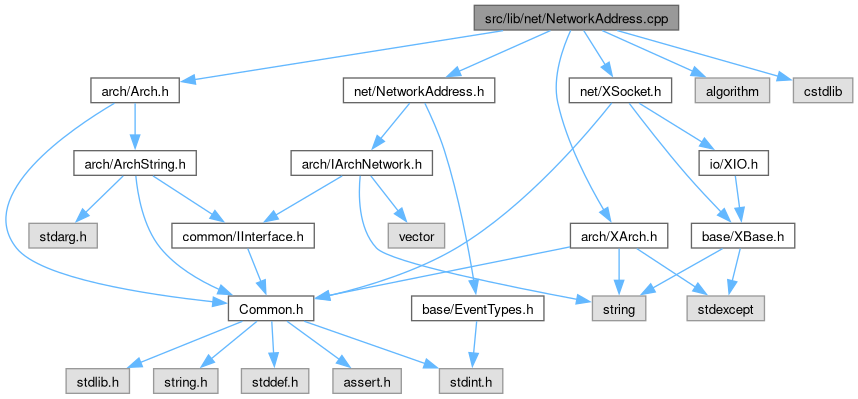 src/lib/net/NetworkAddress.cpp
arch/Arch.h
net/NetworkAddress.h
net/XSocket.h
algorithm
cstdlib
arch/ArchString.h
arch/IArchNetwork.h
io/XIO.h
stdarg.h
common/IInterface.h
vector
arch/XArch.h
base/XBase.h
Common.h
base/EventTypes.h
string
stdexcept
stdlib.h
string.h
stddef.h
assert.h
stdint.h